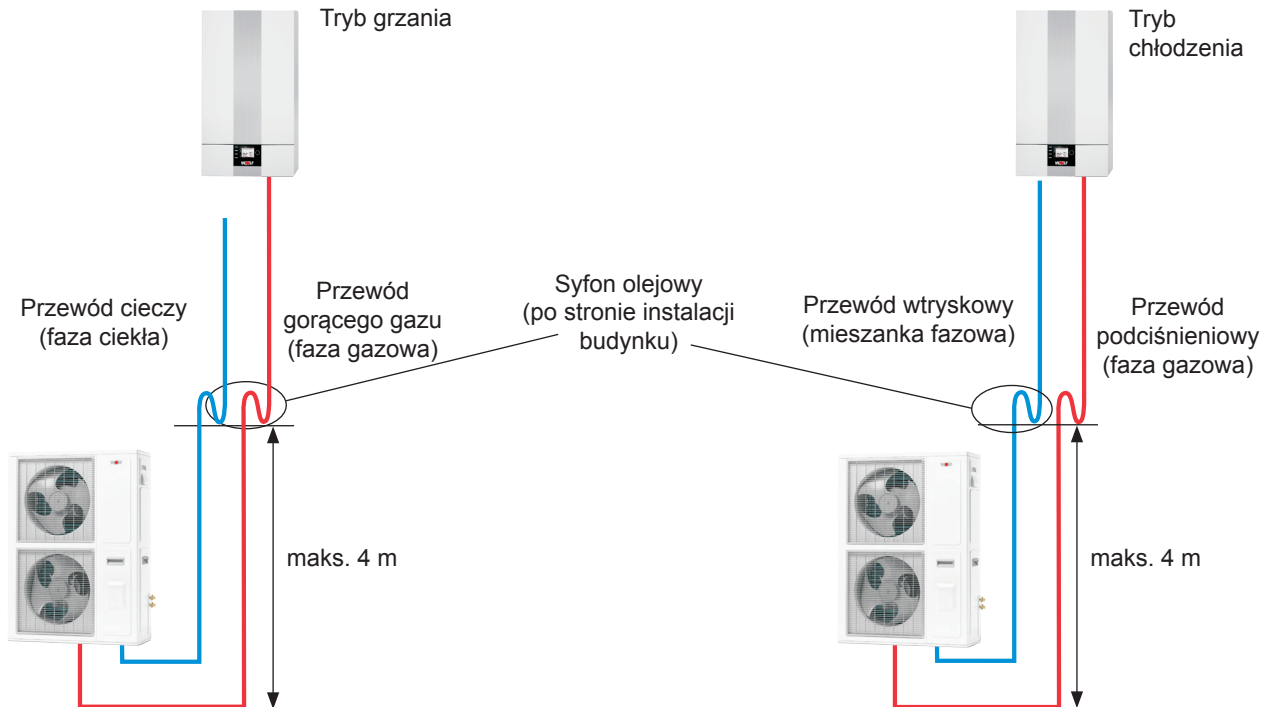 Tryb grzania
Tryb
chłodzenia
Przewód cieczy
(faza ciekła)
Przewód
gorącego gazu
(faza gazowa)
Syfon olejowy
(po stronie instalacji
budynku)
Przewód wtryskowy
(mieszanka fazowa)
Przewód
podciśnieniowy
(faza gazowa)
maks. 4 m
maks. 4 m